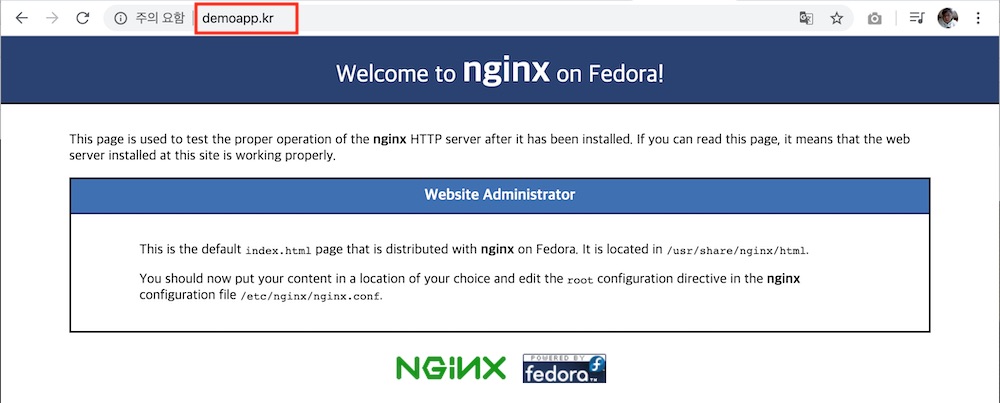 주의 요함 demoapp.kr
Welcome to nginx on Fedora!
This page is used to test the proper operation of the nginx HTTP server after it has been installed. If you can read this page, it means that the web
server installed at this site is working properly.
Website Administrator
This is the default index.html page that is distributed with nginx on Fedora. It is located in /usr/share/nginx/html.
You should now put your content in a location of your choice and edit the root configuration directive in the nginx
configuration file /etc/nginx/nginx.conf.
NGINX
POWERED BY
fedora™